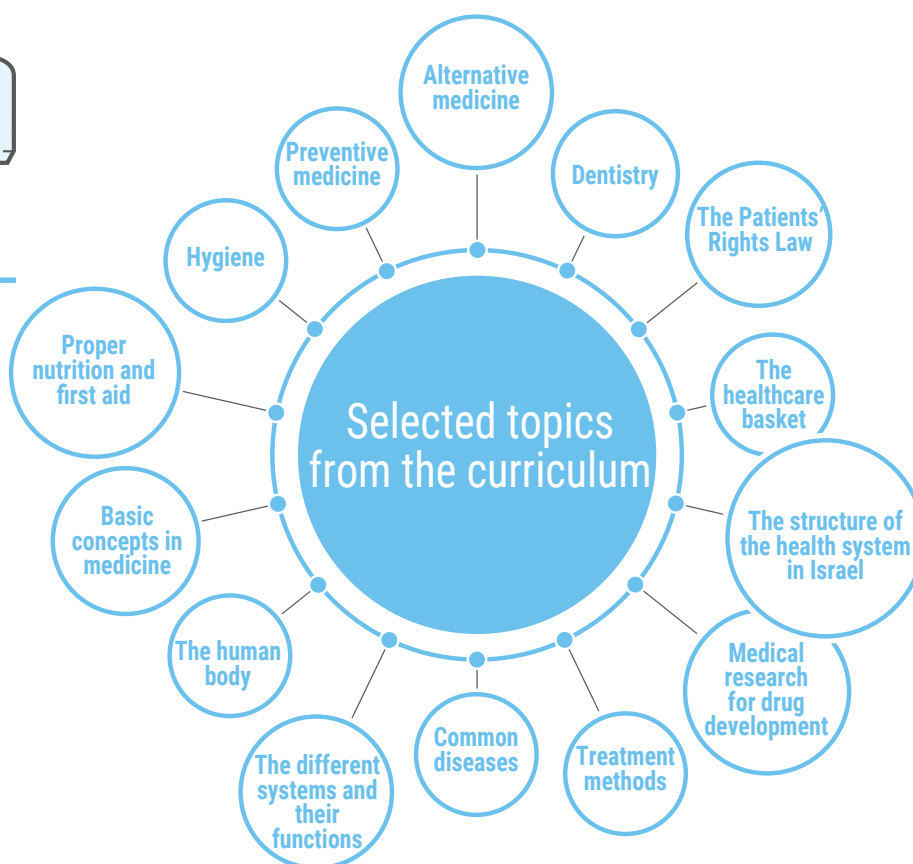 Selected topics
from the curriculum
Alternative
medicine
Dentistry
The Patients'
Rights Law
The
healthcare
basket
The structure of
the health system
in Israel
Medical
research
for drug
development
Treatment
methods
Common
diseases
The different
systems and
their
functions
The human
body
Basic
concepts in
medicine
Proper
nutrition and
first aid
Hygiene
Preventive
medicine